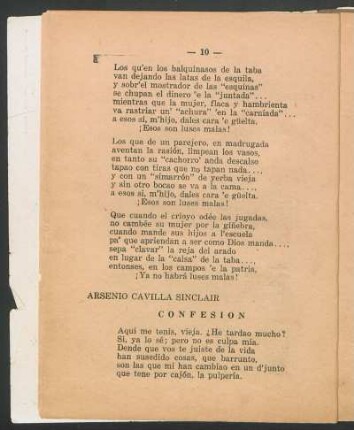 — 10 —
Los qu'en los balquinasos de la taba
van dejando las latas de la esquila,
y sobr'el mostrador de las "esquinas"
se chupan el dinero 'e la "juntada"...
mientras que la mujer, flaca y hambrienta
va rastriar un' "achura" 'en la "carniada"...
a esos sí, m'hijo, dales cara 'e güelta.
¡Esos son luses malas!
Los que de un parejero, en madrugada
aventan la rasión, limpean los vasos,
en tanto su "cachorro' anda descalso
tapao con tiras que no tapan nada....
y con un "simarrón" de yerba vieja
y sin otro bocao se va a la cama....
a esos sí, m'hijo, dales cara 'e güelta.
¡Esos son luses malas!
Que cuando el crioyo odée las jugadas,
no cambée su mujer por la giñebra,
cuando mande sus hijos a l'escuela
pa' que apriendan a ser como Dios manda....
sepa "clavar" la reja del arado
en lugar de la "calsa" de la taba....
entonses, en los campos 'e la patria,
¡Ya no habrá luses malas!
ARSENIO CAVILLA SINCLAIR
CONFESION
Aquí me tenís, vieja. ¿He tardao mucho?
Sí, ya lo sé; pero no es culpa mía.
Dende que vos te juiste de la vida
han susedido cosas, que barrunto,
son las que mi han cambiao en un d'junto
que tene por cajón, la pulpería.